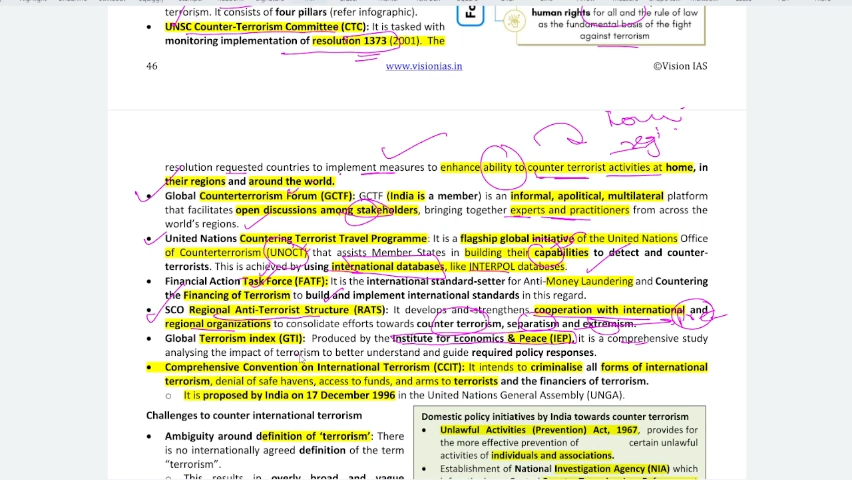 terrorism. It consists of four pillars (refer infographic).
• UNSC Counter-Terrorism Committee (CTC): It is tasked with
monitoring implementation of resolution 1373 (2001). The
human rights for all and the rule of law
as the fundamental basis of the fight
against terrorism
46 www.visionias.in ©Vision IAS
resolution requested countries to implement measures to enhance ability to counter terrorist activities at home, in
their regions and around the world.
• Global Counterterrorism Forum (GCTF): GCTF (India is a member) is an informal, apolitical, multilateral platform
that facilitates open discussions among stakeholders, bringing together experts and practitioners from across the
world's regions.
• United Nations Countering Terrorist Travel Programme: It is a flagship global initiative of the United Nations Office
of Counterterrorism (UNOCT) that assists Member States in building their capabilities to detect and counter-
terrorists. This is achieved by using international databases, like INTERPOL databases.
• Financial Action Task Force (FATF): It is the international standard-setter for Anti-Money Laundering and Countering
the Financing of Terrorism to build and implement international standards in this regard.
• SCO Regional Anti-Terrorist Structure (RATS): It develops and strengthens cooperation with international and
regional organizations to consolidate efforts towards counter terrorism, separatism and extremism.
• Global Terrorism index (GTI): Produced by the Institute for Economics & Peace (IEP), it is a comprehensive study
analysing the impact of terrorism to better understand and guide required policy responses.
• Comprehensive Convention on International Terrorism (CCIT): It intends to criminalise all forms of international
terrorism, denial of safe havens, access to funds, and arms to terrorists and the financiers of terrorism.
o It is proposed by India on 17 December 1996 in the United Nations General Assembly (UNGA).
Challenges to counter international terrorism
• Ambiguity around definition of 'terrorism': There
is no internationally agreed definition of the term
"terrorism".
o This results in overly broad and vague
Domestic policy initiatives by India towards counter terrorism
• Unlawful Activities (Prevention) Act, 1967, provides for
the more effective prevention of certain unlawful
activities of individuals and associations.
• Establishment of National Investigation Agency (NIA) which